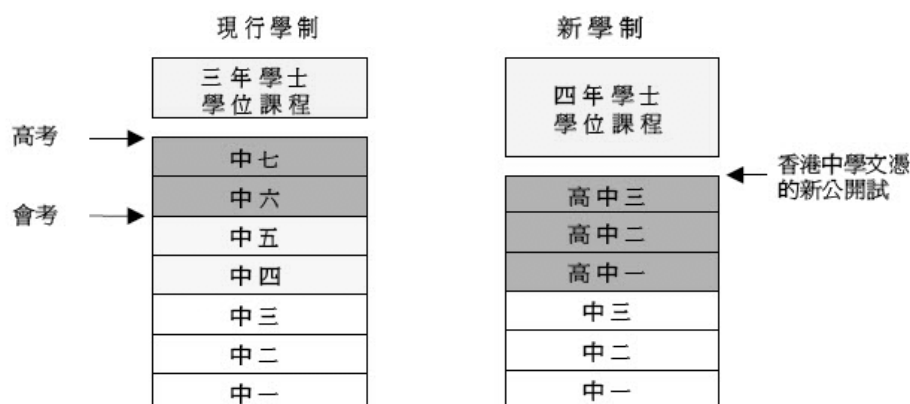 現行學制
三年學士
學位課程
高考
中七
中六
會考
中五
中四
中三
中二
中一
新學制
四年學士
學位課程
香港中學文憑
的新公開試
高中三
高中二
高中一
中三
中二
中一